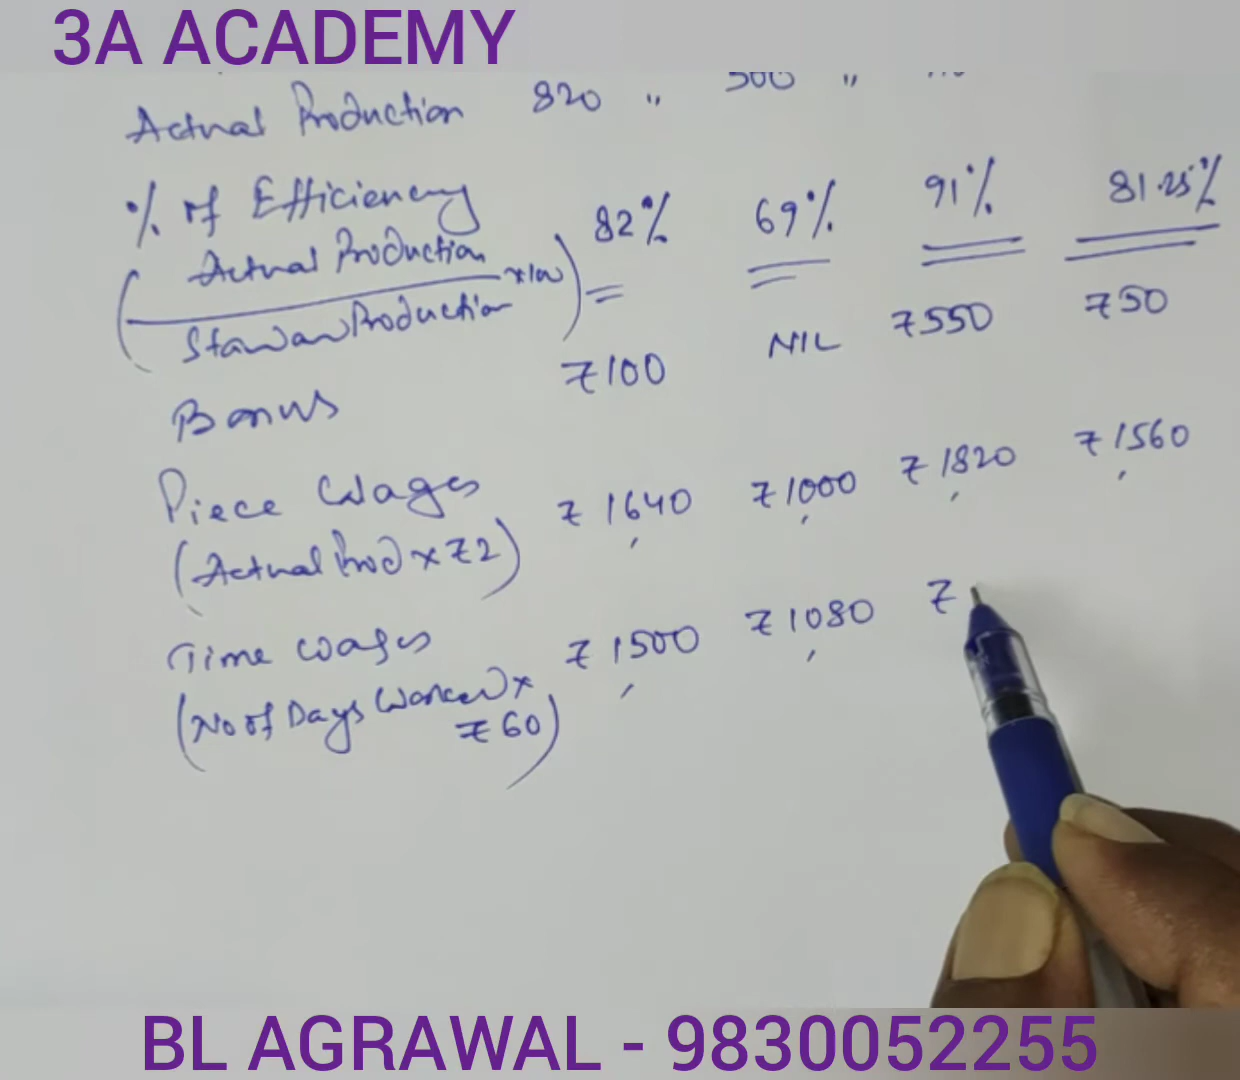 3A ACADEMY
Actual Production 820 " 500 "
% of Efficiency 82% 69% 91% 81.25%
(Actual Production x100
Standard Production)
Bonus ₹100 NIL ₹550 ₹50
Piece Wages ₹1640 ₹1000 ₹1820 ₹1560
(Actual Prod x ₹2)
Time Wages ₹1500 ₹1080 ₹
(No of Days Worked x
₹60)
BL AGRAWAL - 9830052255